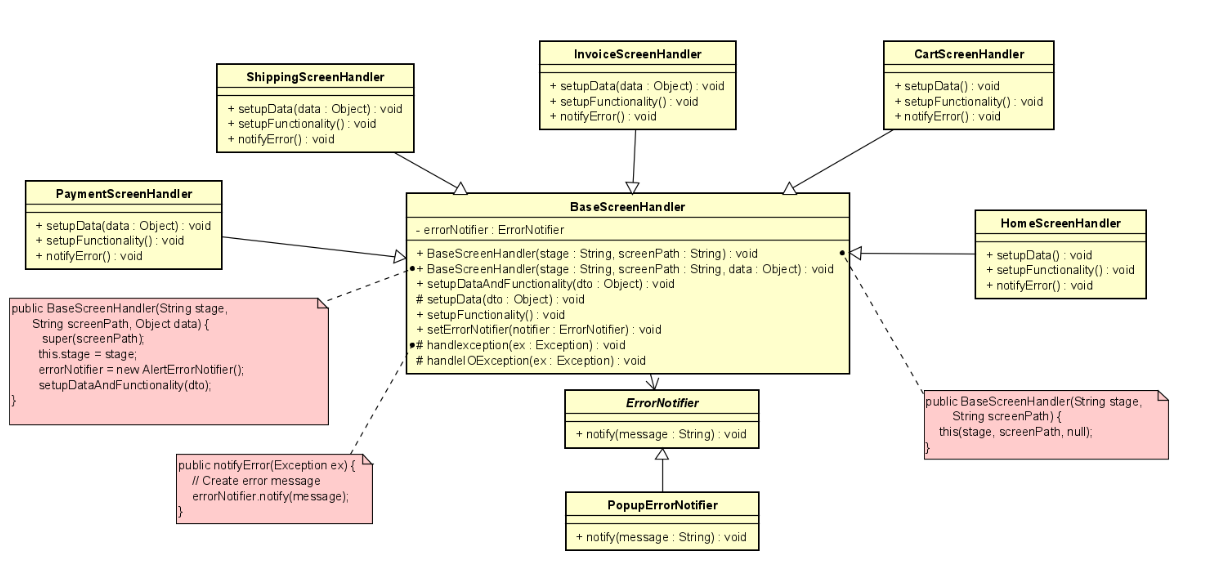 InvoiceScreenHandler
+ setupData(data : Object) : void
+ setupFunctionality() : void
+ notifyError() : void
CartScreenHandler
+ setupData() : void
+ setupFunctionality() : void
+ notifyError() : void
ShippingScreenHandler
+ setupData(data : Object) : void
+ setupFunctionality() : void
+ notifyError() : void
PaymentScreenHandler
+ setupData(data : Object) : void
+ setupFunctionality() : void
+ notifyError() : void
BaseScreenHandler
- errorNotifier : ErrorNotifier
+ BaseScreenHandler(stage : String, screenPath : String) : void
+ BaseScreenHandler(stage : String, screenPath : String, data : Object) : void
+ setupDataAndFunctionality(dto : Object) : void
# setupData(dto : Object) : void
+ setupFunctionality() : void
+ setErrorNotifier(notifier : ErrorNotifier) : void
# handlexception(ex : Exception) : void
# handleIOException(ex : Exception) : void
HomeScreenHandler
+ setupData() : void
+ setupFunctionality() : void
+ notifyError() : void
public BaseScreenHandler(String stage,
String screenPath, Object data) {
super(screenPath);
this.stage = stage;
errorNotifier = new AlertErrorNotifier();
setupDataAndFunctionality(dto);
}
ErrorNotifier
+ notify(message : String) : void
public BaseScreenHandler(String stage,
String screenPath) {
this(stage, screenPath, null);
}
public notifyError(Exception ex) {
// Create error message
errorNotifier.notify(message);
}
PopupErrorNotifier
+ notify(message : String) : void